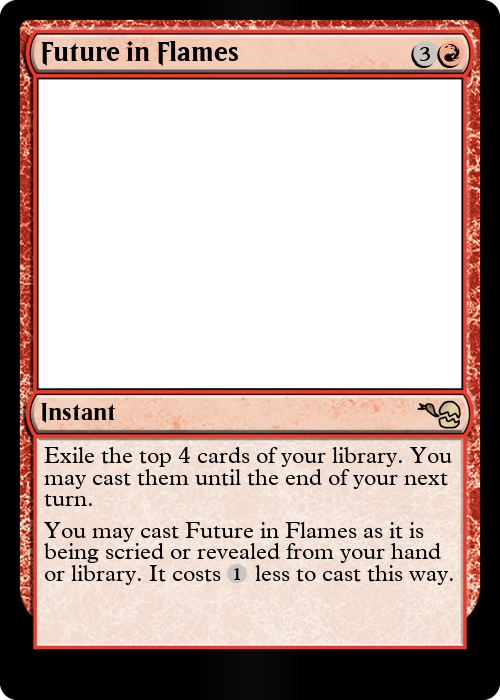 Future in Flames 3
Instant
Exile the top 4 cards of your library. You
may cast them until the end of your next
turn.
You may cast Future in Flames as it is
being scried or revealed from your hand
or library. It costs 1 less to cast this way.